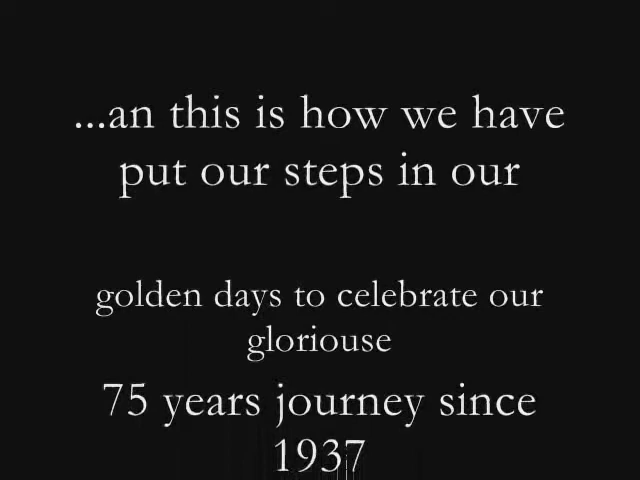 ...an this is how we have
put our steps in our
golden days to celebrate our
gloriouse
75 years journey since
1937